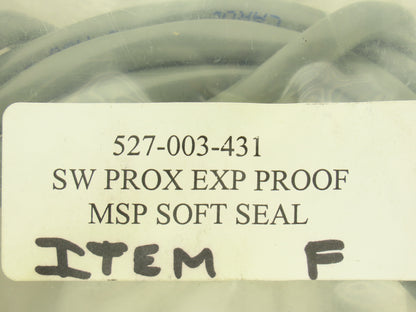 527-003-431
SW PROX EXP PROOF
MSP SOFT SEAL
ITEM F